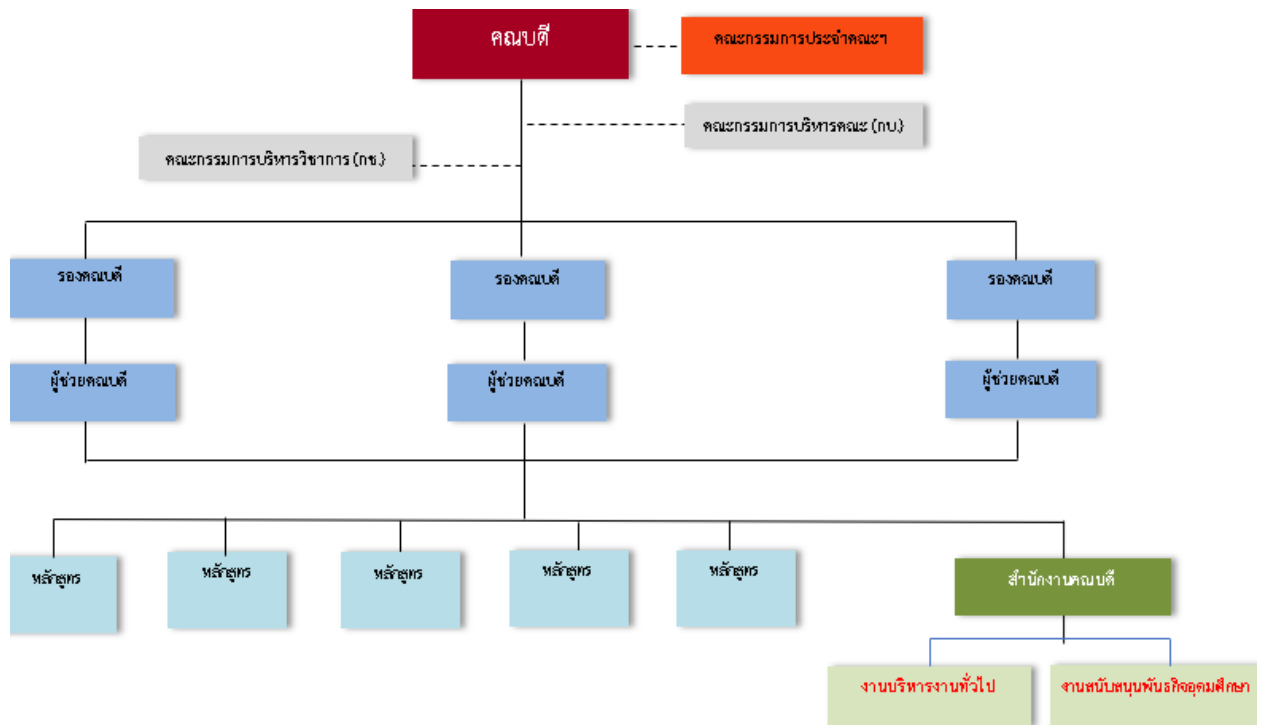 คณบดี
คณะกรรมการประจำคณะฯ
คณะกรรมการบริหารคณะ (กบ.)
คณะกรรมการบริหารวิชาการ (กช.)
รองคณบดี
รองคณบดี
รองคณบดี
ผู้ช่วยคณบดี
ผู้ช่วยคณบดี
ผู้ช่วยคณบดี
หลักสูตร
หลักสูตร
หลักสูตร
หลักสูตร
หลักสูตร
สำนักงานคณบดี
งานบริหารงานทั่วไป
งานสนับสนุนพันธกิจอุดมศึกษา